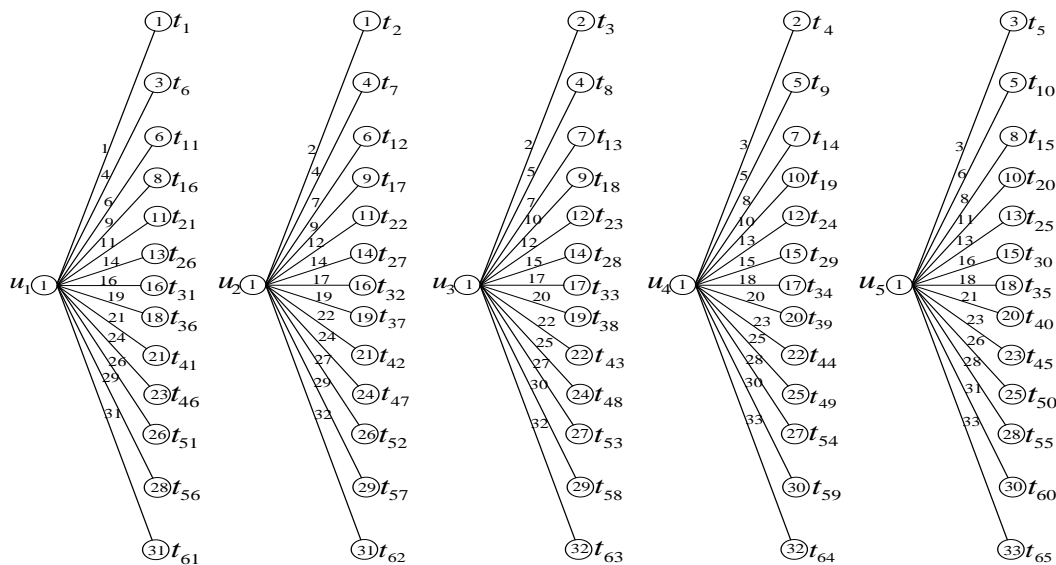 1 1 t1
4 3 t6
6 6 t11
9 8 t16
11 11 t21
14 13 t26
u1 1 16 16 t31
19 18 t36
21 21 t41
24 23 t46
26 26 t51
29 28 t56
31 31 t61
2 1 t2
4 4 t7
7 6 t12
9 9 t17
12 11 t22
14 14 t27
u2 1 17 16 t32
19 19 t37
22 21 t42
24 24 t47
27 26 t52
29 29 t57
32 31 t62
2 2 t3
5 4 t8
7 7 t13
10 9 t18
12 12 t23
15 14 t28
u3 1 17 17 t33
20 19 t38
22 22 t43
25 24 t48
27 27 t53
30 29 t58
32 32 t63
3 2 t4
5 5 t9
8 7 t14
10 10 t19
13 12 t24
15 15 t29
u4 1 18 17 t34
20 20 t39
23 22 t44
25 25 t49
28 27 t54
30 30 t59
33 32 t64
3 3 t5
6 5 t10
8 8 t15
11 10 t20
13 13 t25
16 15 t30
u5 1 18 18 t35
21 20 t40
23 23 t45
26 25 t50
28 28 t55
31 30 t60
33 33 t65